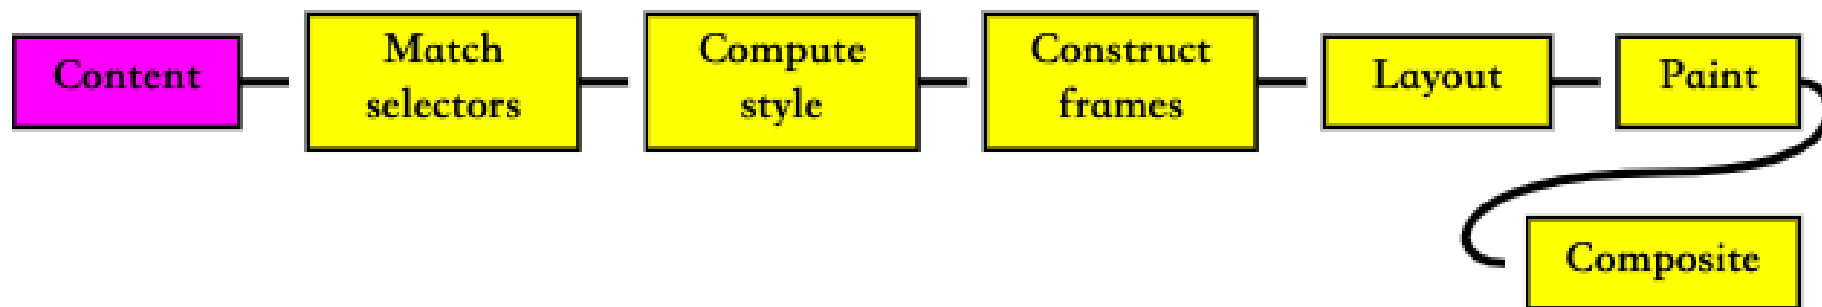 Content
Match
selectors
Compute
style
Construct
frames
Layout
Paint
Composite